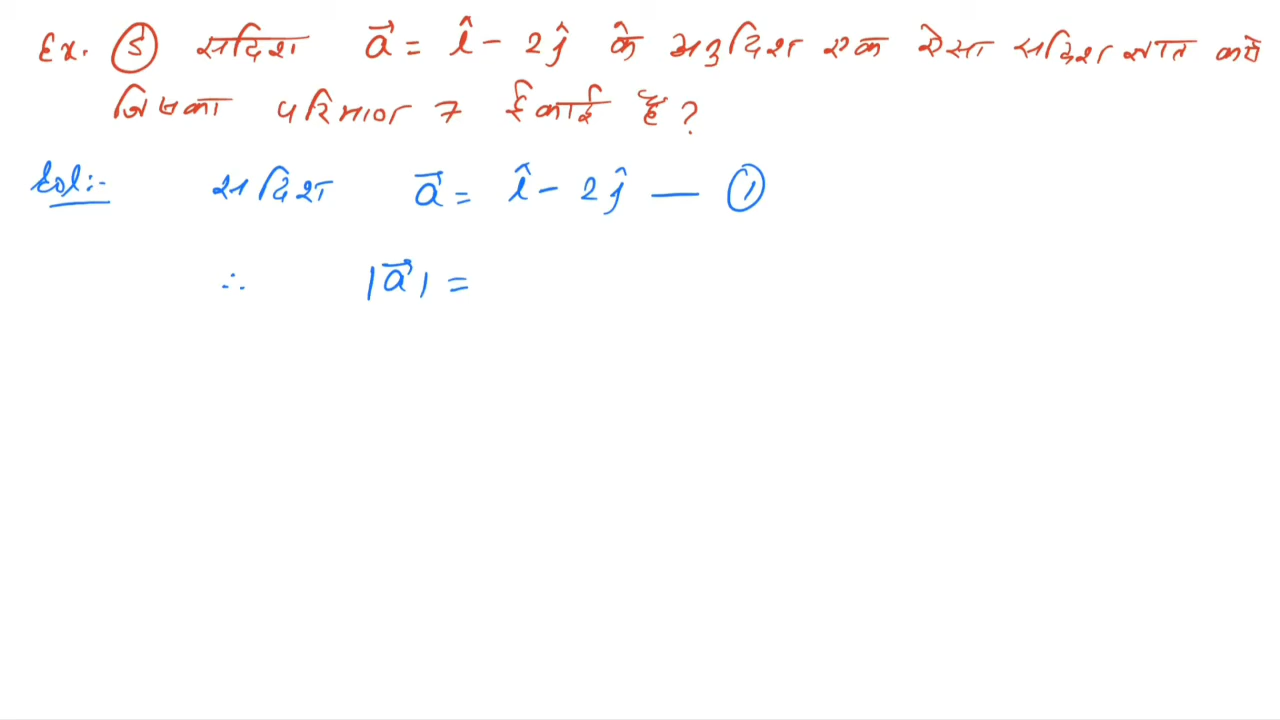 Ex. ⑤ सदिश a⃗ = î - 2ĵ के अनुदिश एक ऐसा सदिश ज्ञात करो
जिसका परिमाण 7 ईकाई है ?
Sol:- सदिश a⃗ = î - 2ĵ — ①
∴ |a⃗| =